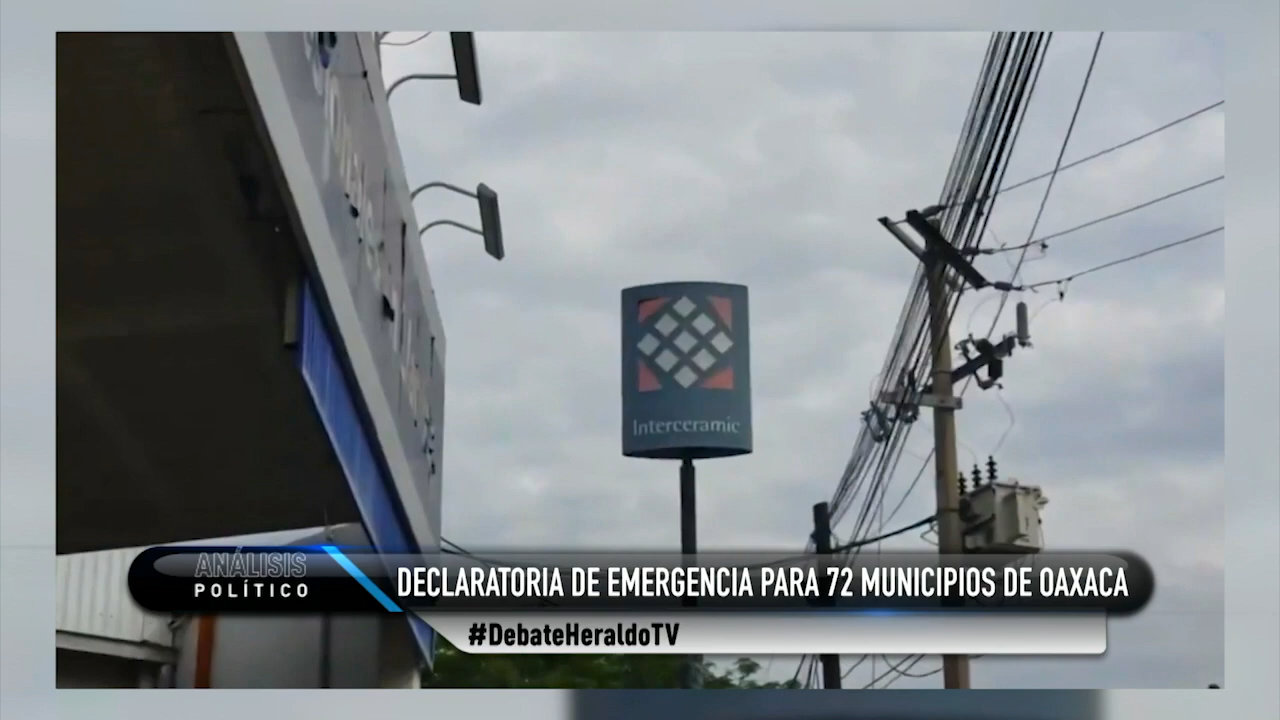 Interceramic
ANÁLISIS
POLÍTICO
DECLARATORIA DE EMERGENCIA PARA 72 MUNICIPIOS DE OAXACA
#DebateHeraldoTV